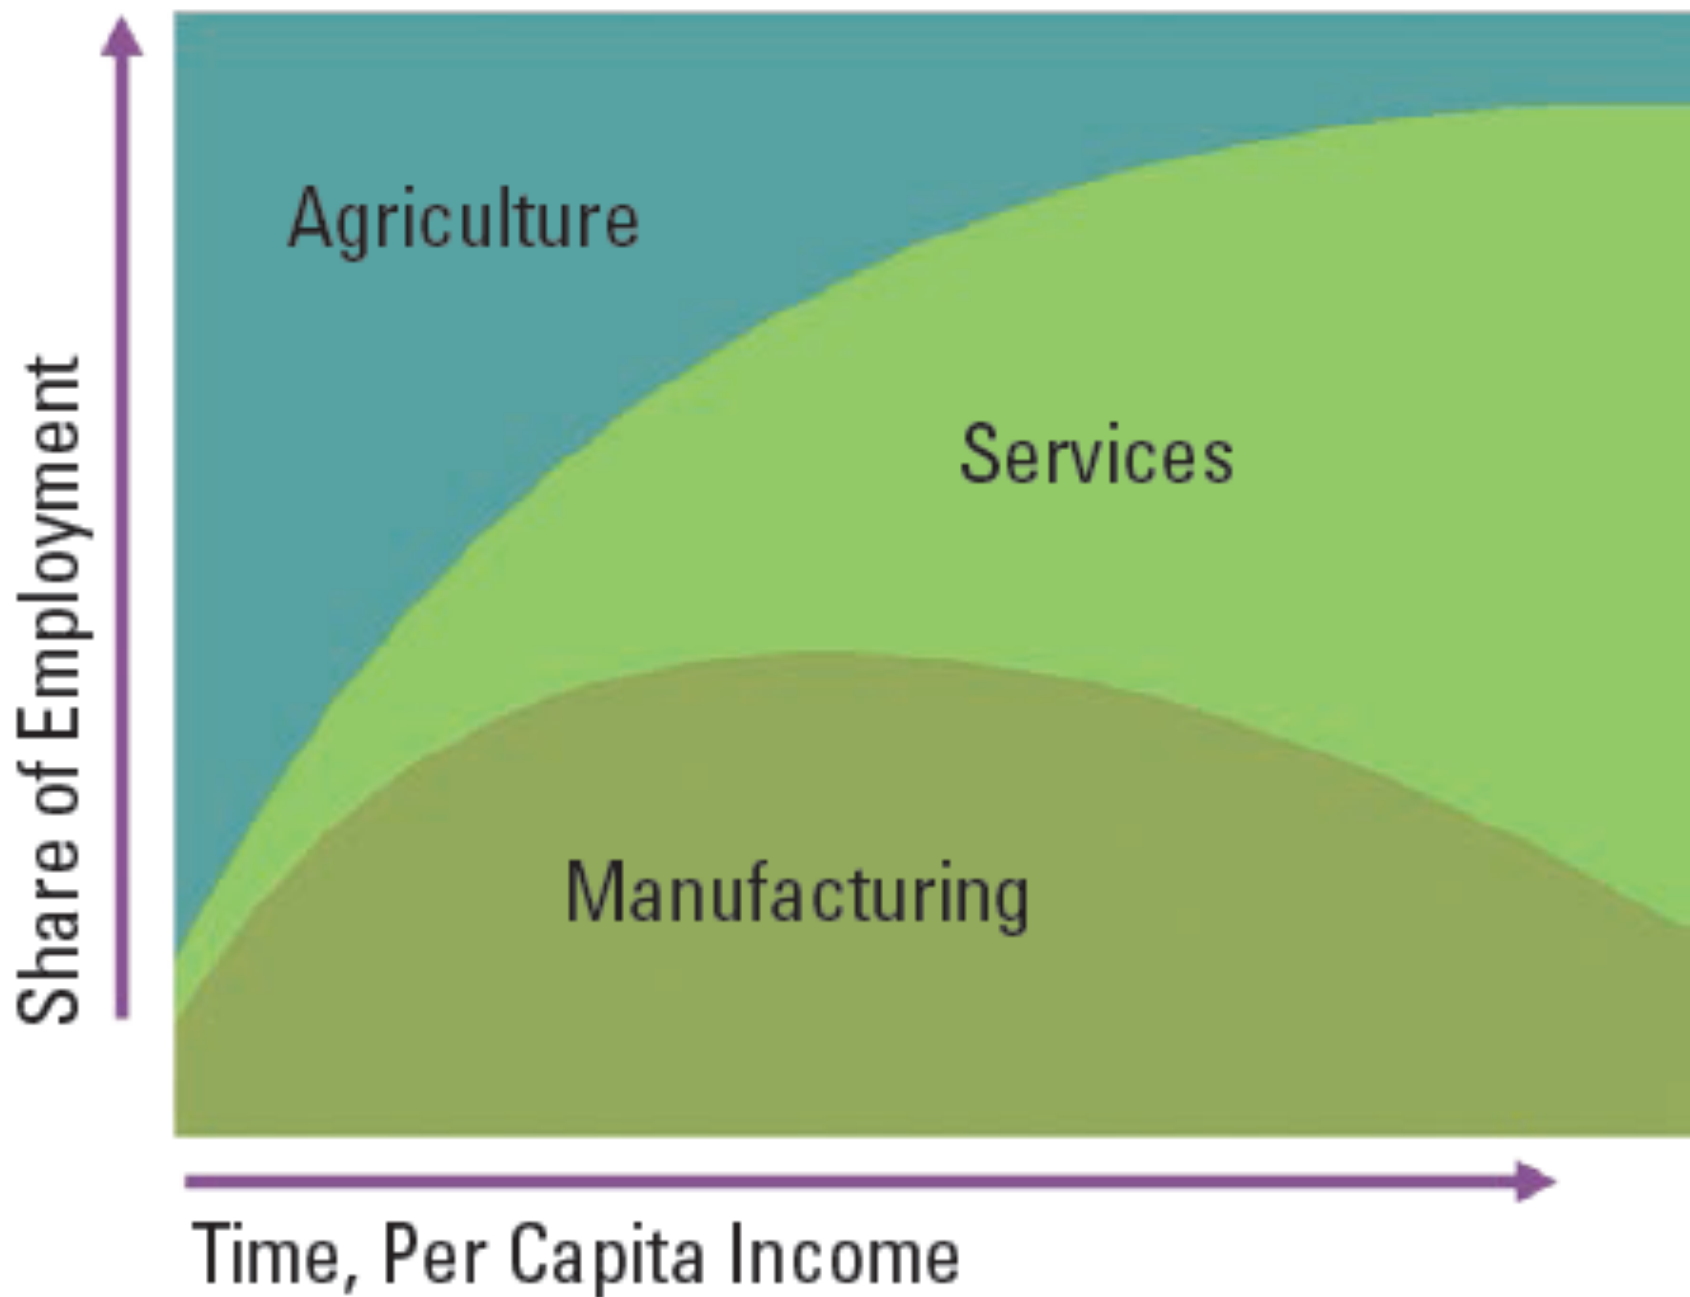 Share of Employment
Agriculture
Services
Manufacturing
Time, Per Capita Income